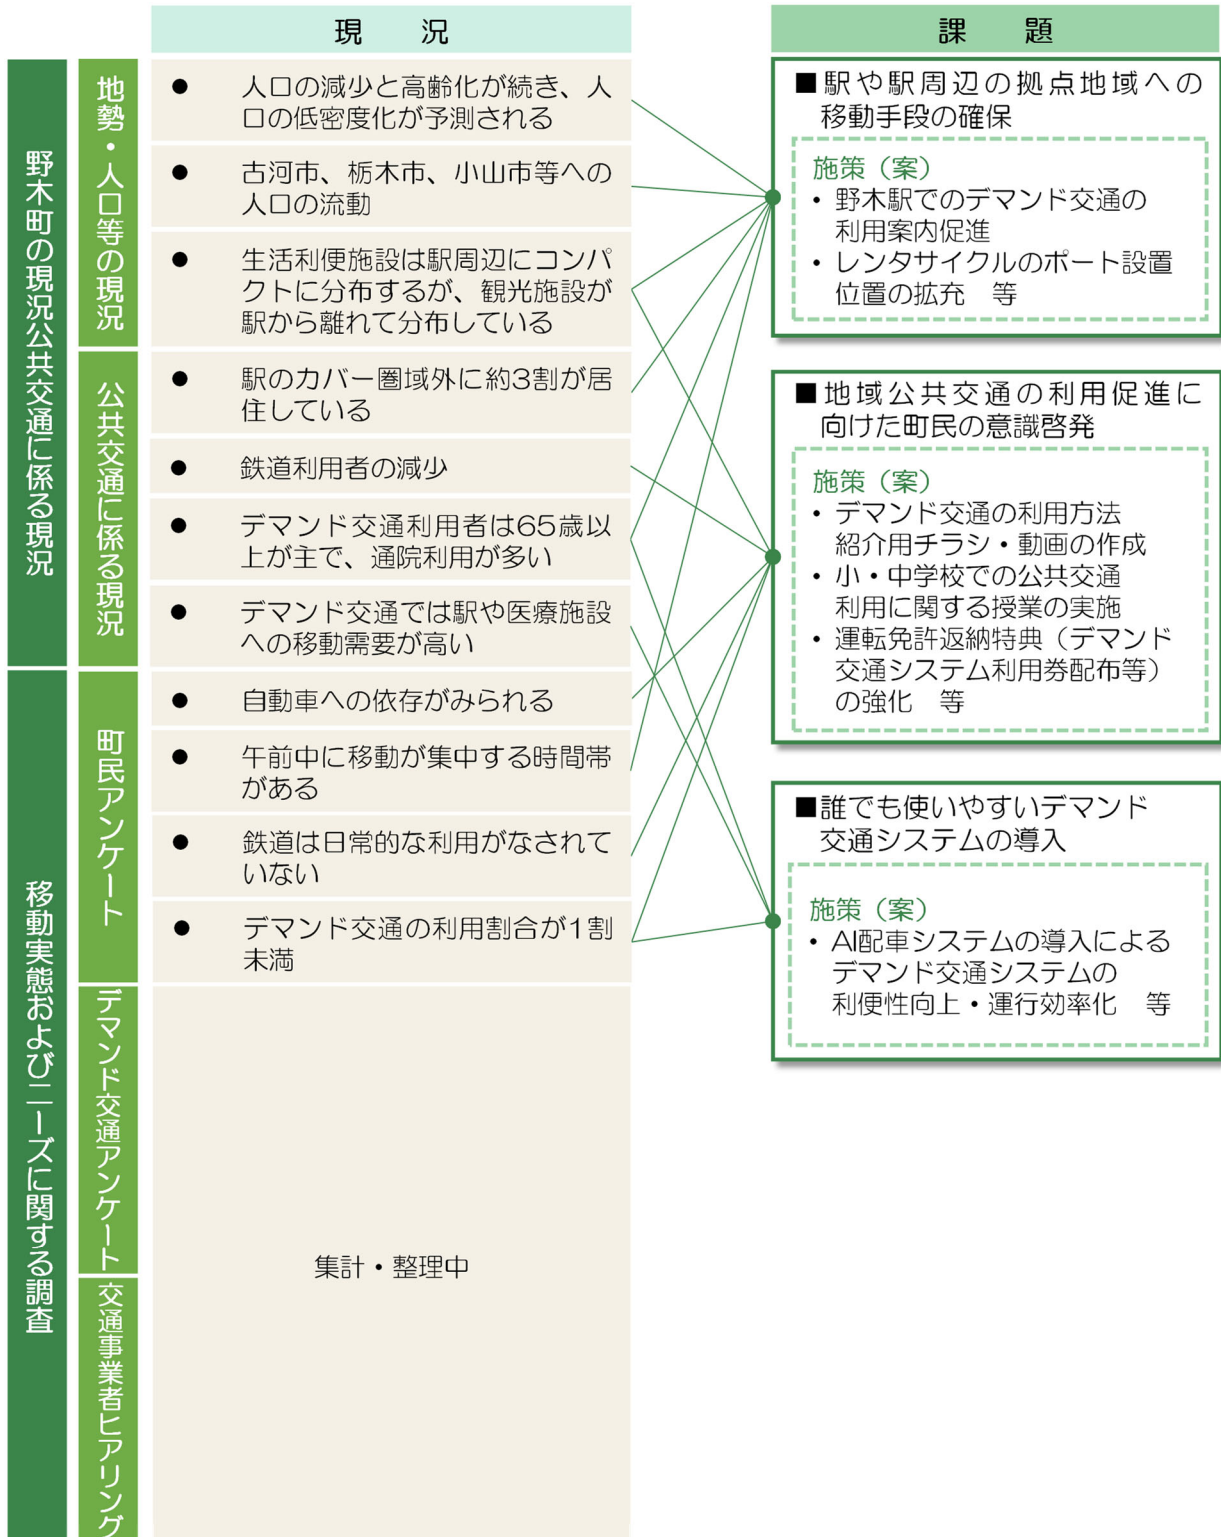 現　況
課　題
野木町の現況公共交通に係る現況
地勢・人口等の現況
● 人口の減少と高齢化が続き、人
口の低密度化が予測される
● 古河市、栃木市、小山市等への
人口の流動
● 生活利便施設は駅周辺にコンパ
クトに分布するが、観光施設が
駅から離れて分布している
公共交通に係る現況
● 駅のカバー圏域外に約3割が居
住している
● 鉄道利用者の減少
● デマンド交通利用者は65歳以
上が主で、通院利用が多い
● デマンド交通では駅や医療施設
への移動需要が高い
移動実態およびニーズに関する調査
町民アンケート
● 自動車への依存がみられる
● 午前中に移動が集中する時間帯
がある
● 鉄道は日常的な利用がなされて
いない
● デマンド交通の利用割合が1割
未満
デマンド交通アンケート
交通事業者ヒアリング
集計・整理中
■駅や駅周辺の拠点地域への
移動手段の確保
施策（案）
・野木駅でのデマンド交通の
利用案内促進
・レンタサイクルのポート設置
位置の拡充　等
■地域公共交通の利用促進に
向けた町民の意識啓発
施策（案）
・デマンド交通の利用方法
紹介用チラシ・動画の作成
・小・中学校での公共交通
利用に関する授業の実施
・運転免許返納特典（デマンド
交通システム利用券配布等）
の強化　等
■誰でも使いやすいデマンド
交通システムの導入
施策（案）
・AI配車システムの導入による
デマンド交通システムの
利便性向上・運行効率化　等